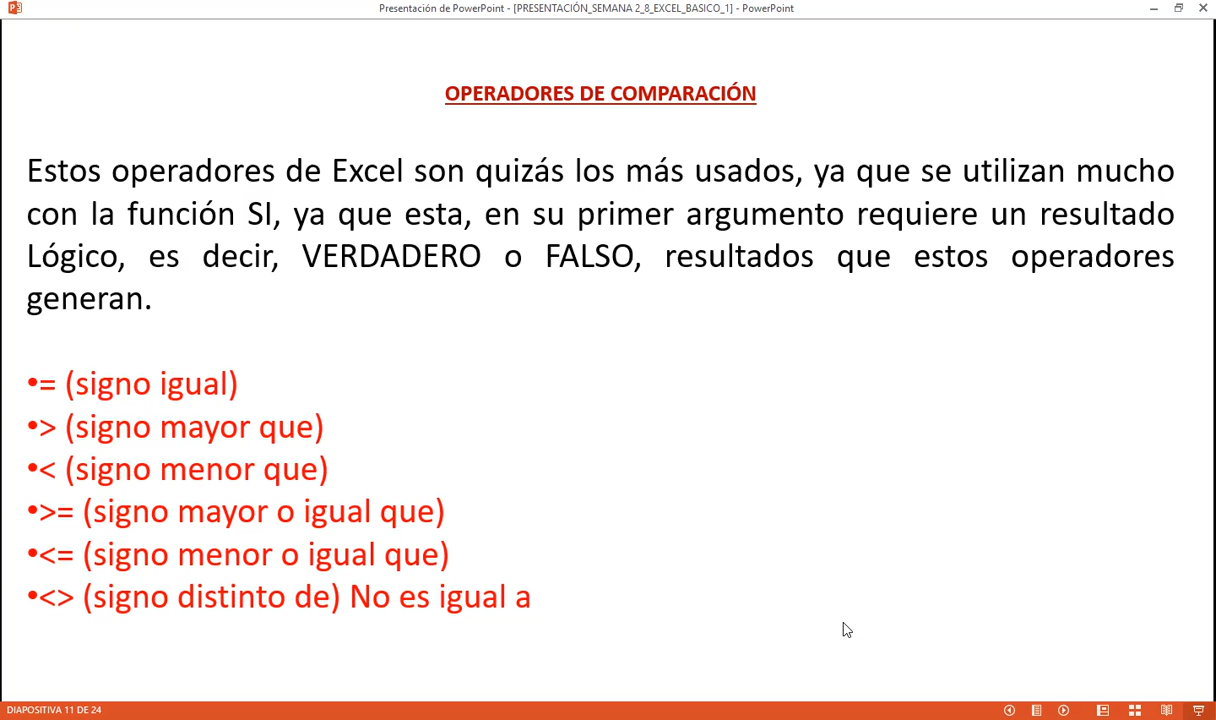 Presentación de PowerPoint - [PRESENTACIÓN_SEMANA 2_8_EXCEL_BASICO_1] - PowerPoint
OPERADORES DE COMPARACIÓN
Estos operadores de Excel son quizás los más usados, ya que se utilizan mucho
con la función SI, ya que esta, en su primer argumento requiere un resultado
Lógico, es decir, VERDADERO o FALSO, resultados que estos operadores
generan.
•= (signo igual)
•> (signo mayor que)
•< (signo menor que)
•>= (signo mayor o igual que)
•<= (signo menor o igual que)
•<> (signo distinto de) No es igual a
DIAPOSITIVA 11 DE 24